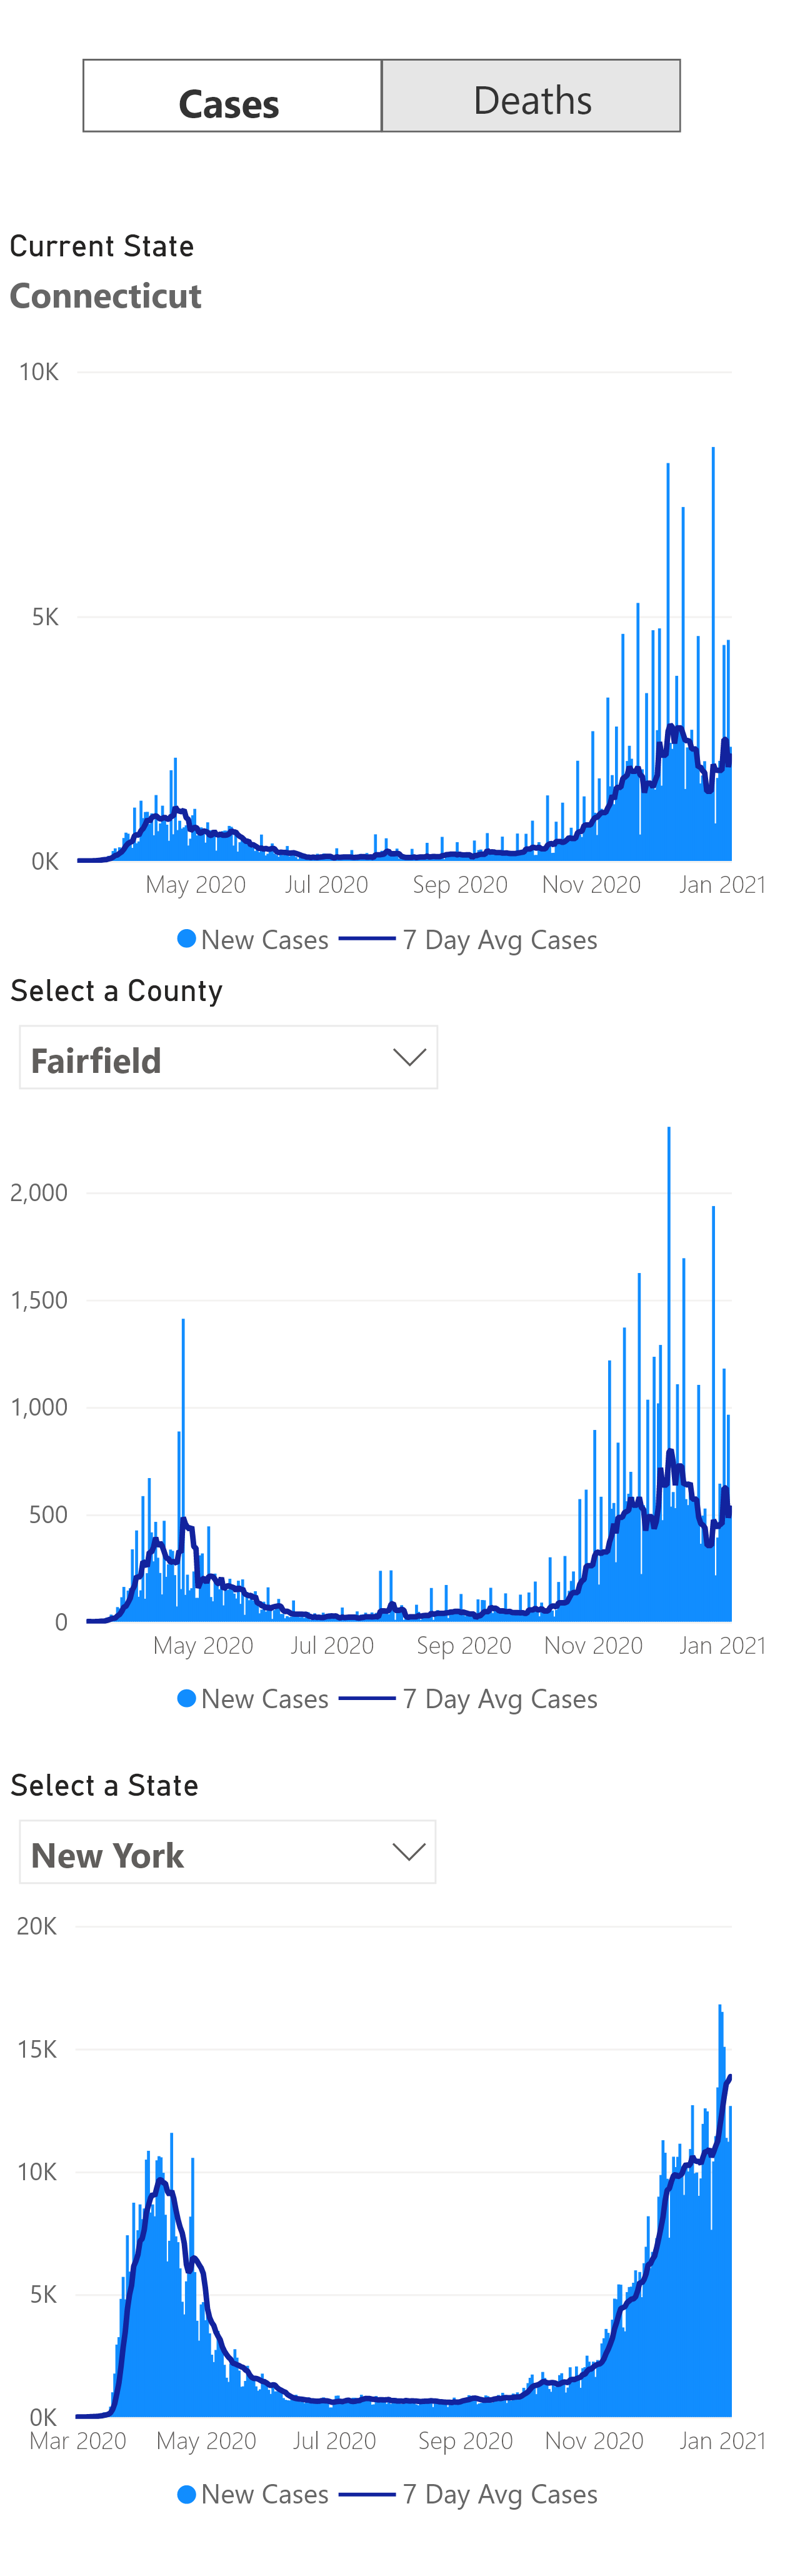 Cases Deaths
Current State
Connecticut
10K
5K
0K
May 2020 Jul 2020 Sep 2020 Nov 2020 Jan 2021
New Cases 7 Day Avg Cases
Select a County
Fairfield
2,000
1,500
1,000
500
0
May 2020 Jul 2020 Sep 2020 Nov 2020 Jan 2021
New Cases 7 Day Avg Cases
Select a State
New York
20K
15K
10K
5K
0K
Mar 2020 May 2020 Jul 2020 Sep 2020 Nov 2020 Jan 2021
New Cases 7 Day Avg Cases